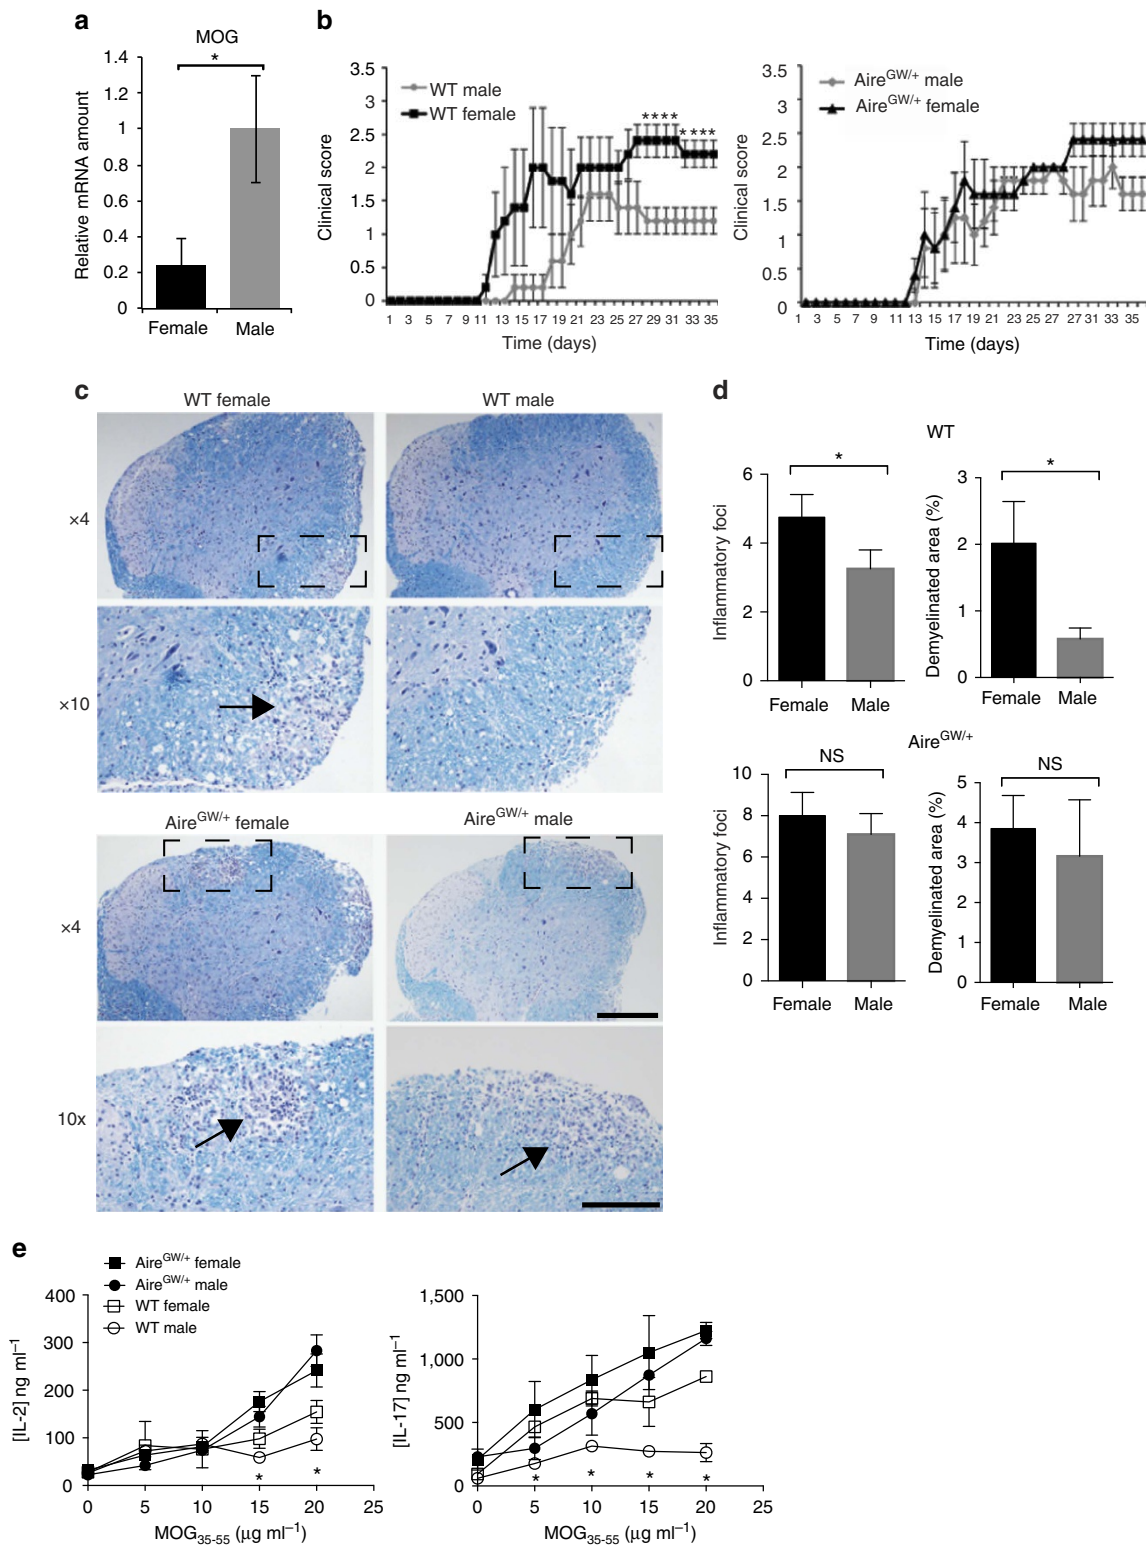 a
MOG
*
1.4
1.2
1
0.8
0.6
0.4
0.2
0
Relative mRNA amount
Female Male
b
3.5
3
2.5
2
1.5
1
0.5
0
Clinical score
WT male
WT female
**** ****
1 3 5 7 9 11 13 15 17 19 21 23 25 27 29 31 33 35
Time (days)
3.5
3
2.5
2
1.5
1
0.5
0
Clinical score
Aire^GW/+ male
Aire^GW/+ female
1 3 5 7 9 11 13 15 17 19 21 23 25 27 27 31 33 35
Time (days)
c
WT female WT male
×4
×10
Aire^GW/+ female Aire^GW/+ male
×4
10x
d
WT
6
4
2
0
Inflammatory foci
*
Female Male
3
2
1
0
Demyelinated area (%)
*
Female Male
Aire^GW/+
10
8
6
4
2
0
Inflammatory foci
NS
Female Male
5
4
3
2
1
0
Demyelinated area (%)
NS
Female Male
e
Aire^GW/+ female
Aire^GW/+ male
WT female
WT male
400
300
200
100
0
[IL-2] ng ml⁻¹
* *
0 5 10 15 20 25
MOG₃₅₋₅₅ (μg ml⁻¹)
1,500
1,000
500
0
[IL-17] ng ml⁻¹
* * * *
0 5 10 15 20 25
MOG₃₅₋₅₅ (μg ml⁻¹)